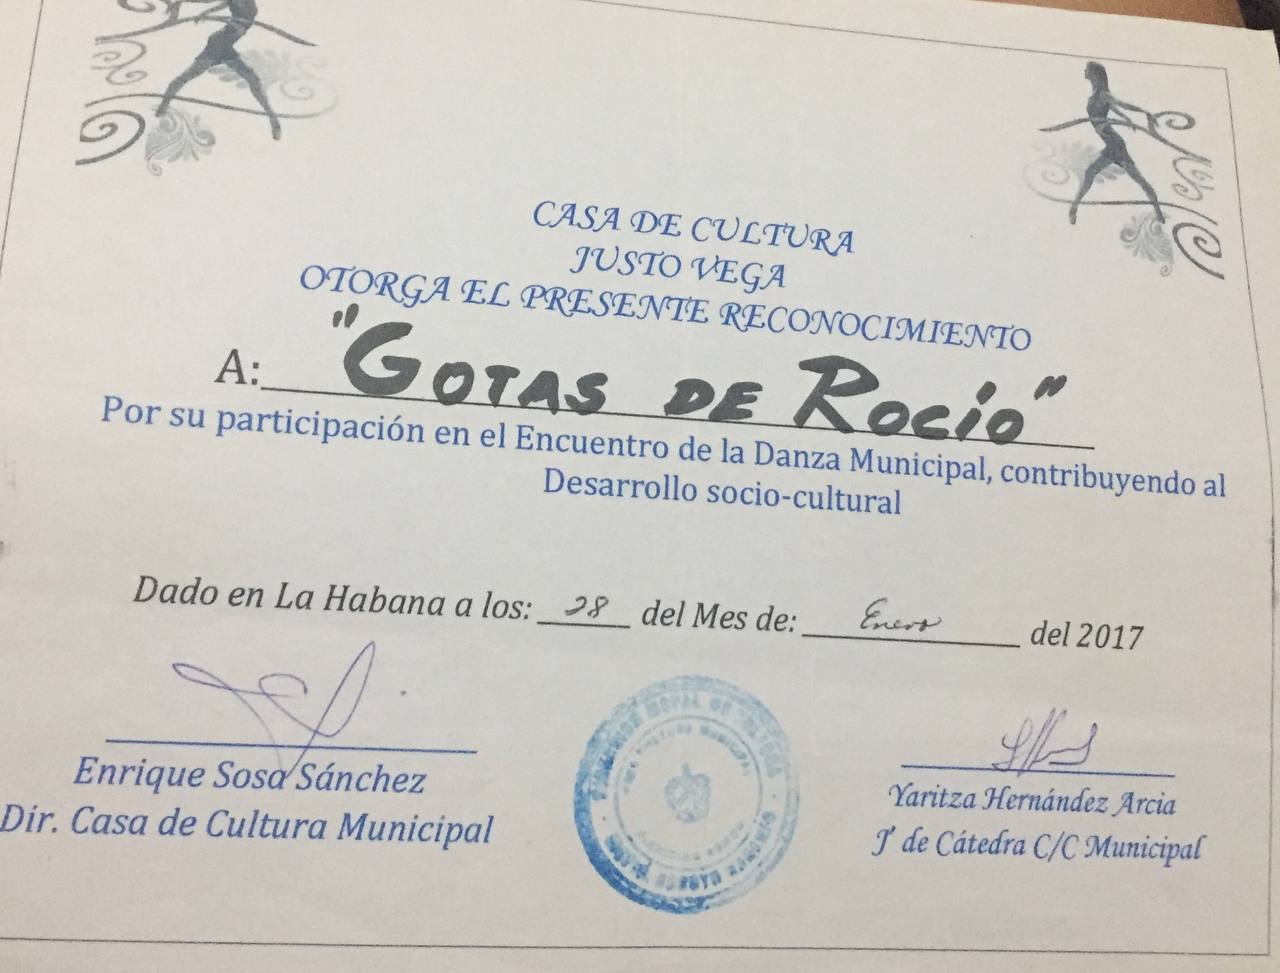 CASA DE CULTURA
JUSTO VEGA
OTORGA EL PRESENTE RECONOCIMIENTO
A: "GOTAS DE ROCÍO"
Por su participación en el Encuentro de la Danza Municipal, contribuyendo al
Desarrollo socio-cultural
Dado en La Habana a los: 28 del Mes de: Enero del 2017
Enrique Sosa Sánchez
Dir. Casa de Cultura Municipal
Yaritza Hernández Arcia
J' de Cátedra C/C Municipal